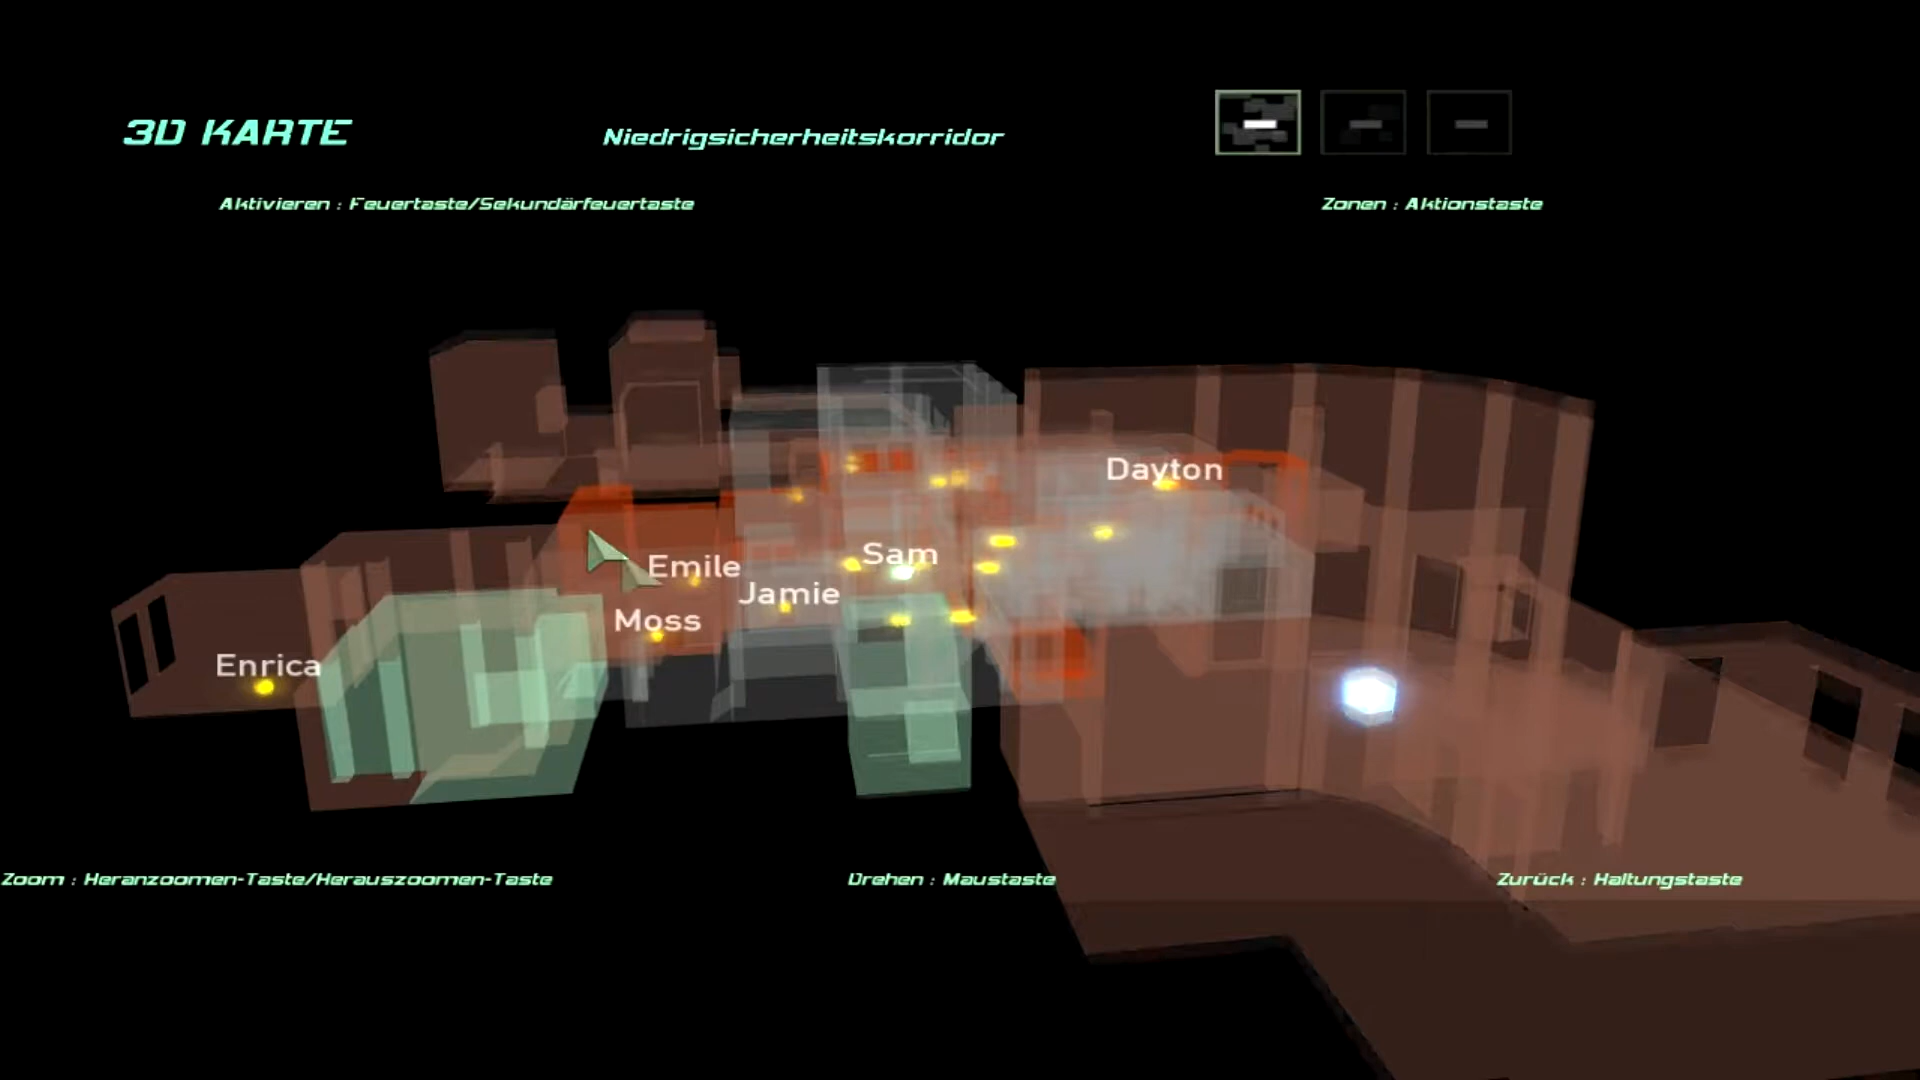 3D KARTE
Niedrigsicherheitskorridor
Aktivieren : Feuertaste/Sekundärfeuertaste
Zonen : Aktionstaste
Dayton
Sam
Emile
Jamie
Moss
Enrica
Zoom : Heranzoomen-Taste/Herauszoomen-Taste
Drehen : Maustaste
Zurück : Haltungstaste